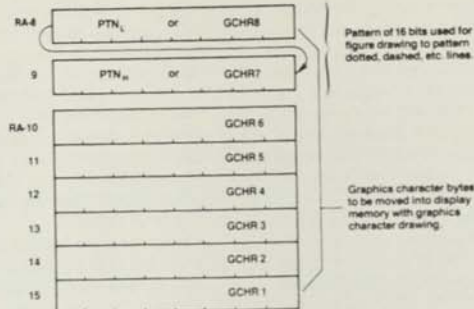 RA-8 PTNL or GCHR8
Pattern of 16 bits used for
figure drawing to pattern
dotted, dashed, etc. lines.
9 PTNH or GCHR7
RA-10 GCHR 6
11 GCHR 5
12 GCHR 4
Graphics character bytes
to be moved into display
memory with graphics
character drawing.
13 GCHR 3
14 GCHR 2
15 GCHR 1